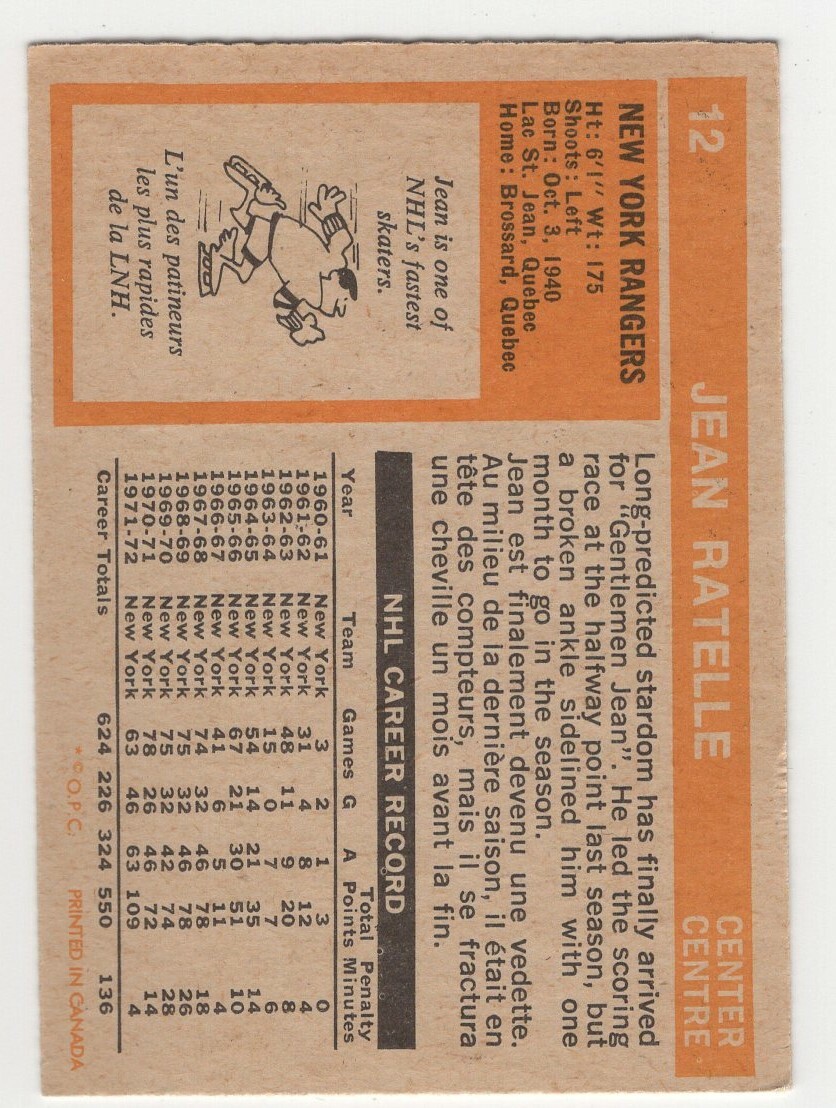 12 JEAN RATELLE CENTER
CENTRE
NEW YORK RANGERS
Ht: 6'1" Wt: 175
Shoots: Left
Born: Oct. 3, 1940
Lac St. Jean, Quebec
Home: Brossard, Quebec
Jean is one of
NHL's fastest
skaters.
L'un des patineurs
les plus rapides
de la LNH.
Long-predicted stardom has finally arrived
for "Gentlemen Jean". He led the scoring
race at the halfway point last season, but
a broken ankle sidelined him with one
month to go in the season.
Jean est finalement devenu une vedette.
Au milieu de la dernière saison, il était en
tête des compteurs, mais il se fractura
une cheville un mois avant la fin.
NHL CAREER RECORD
Total Penalty
Year Team Games G A Points Minutes
1960-61 New York 3 2 1 3 0
1961-62 New York 31 4 8 12 4
1962-63 New York 48 11 9 20 8
1963-64 New York 15 0 7 7 6
1964-65 New York 54 14 21 35 14
1965-66 New York 67 21 30 51 10
1966-67 New York 41 6 5 11 4
1967-68 New York 74 32 46 78 18
1968-69 New York 75 32 46 78 26
1969-70 New York 75 32 42 74 28
1970-71 New York 78 26 46 72 14
1971-72 New York 63 46 63 109 4
Career Totals 624 226 324 550 136
* © O.P.C. PRINTED IN CANADA